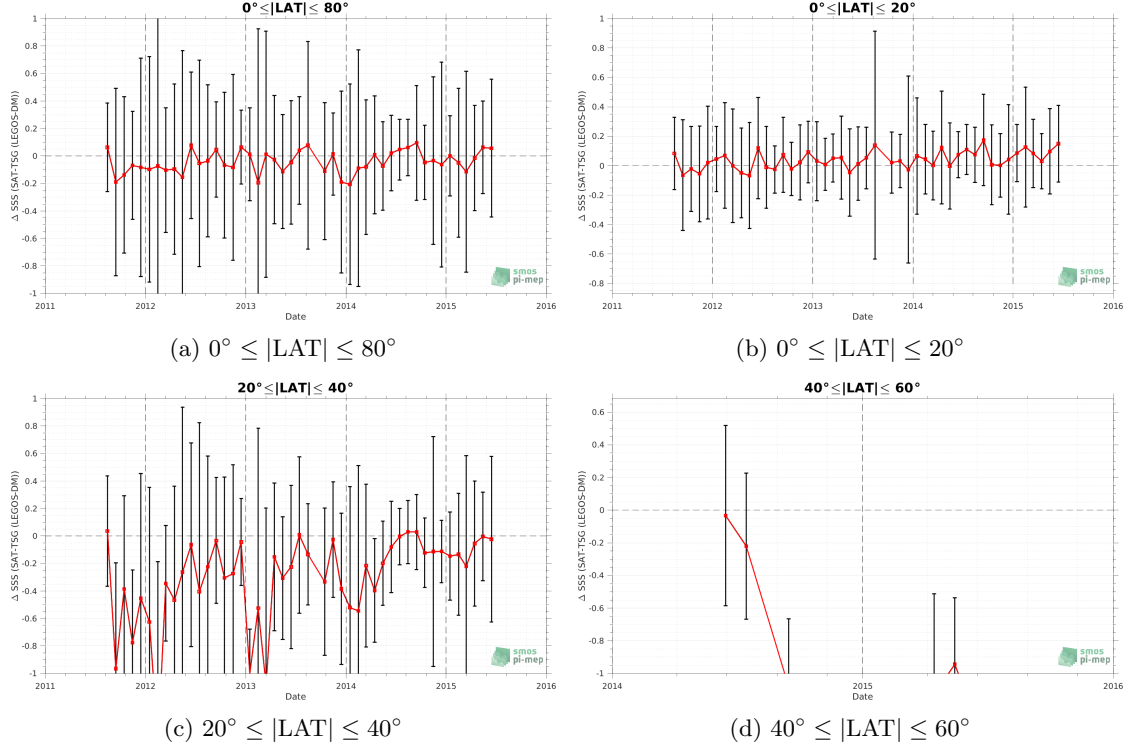 0°≤|LAT|≤ 80°
Δ SSS (SAT-TSG (LEGOS-DM))
1
0.8
0.6
0.4
0.2
0
-0.2
-0.4
-0.6
-0.8
-1
2011
2012
2013
2014
2015
2016
Date
smos
pi-mep
(a) 0° ≤ |LAT| ≤ 80°
0°≤|LAT|≤ 20°
Δ SSS (SAT-TSG (LEGOS-DM))
1
0.8
0.6
0.4
0.2
0
-0.2
-0.4
-0.6
-0.8
2011
2012
2013
2014
2015
2016
Date
smos
pi-mep
(b) 0° ≤ |LAT| ≤ 20°
20°≤|LAT|≤ 40°
Δ SSS (SAT-TSG (LEGOS-DM))
1
0.8
0.6
0.4
0.2
0
-0.2
-0.4
-0.6
-0.8
-1
2011
2012
2013
2014
2015
2016
Date
smos
pi-mep
(c) 20° ≤ |LAT| ≤ 40°
40°≤|LAT|≤ 60°
Δ SSS (SAT-TSG (LEGOS-DM))
0.6
0.4
0.2
0
-0.2
-0.4
-0.6
-0.8
-1
2014
2015
2016
Date
smos
pi-mep
(d) 40° ≤ |LAT| ≤ 60°